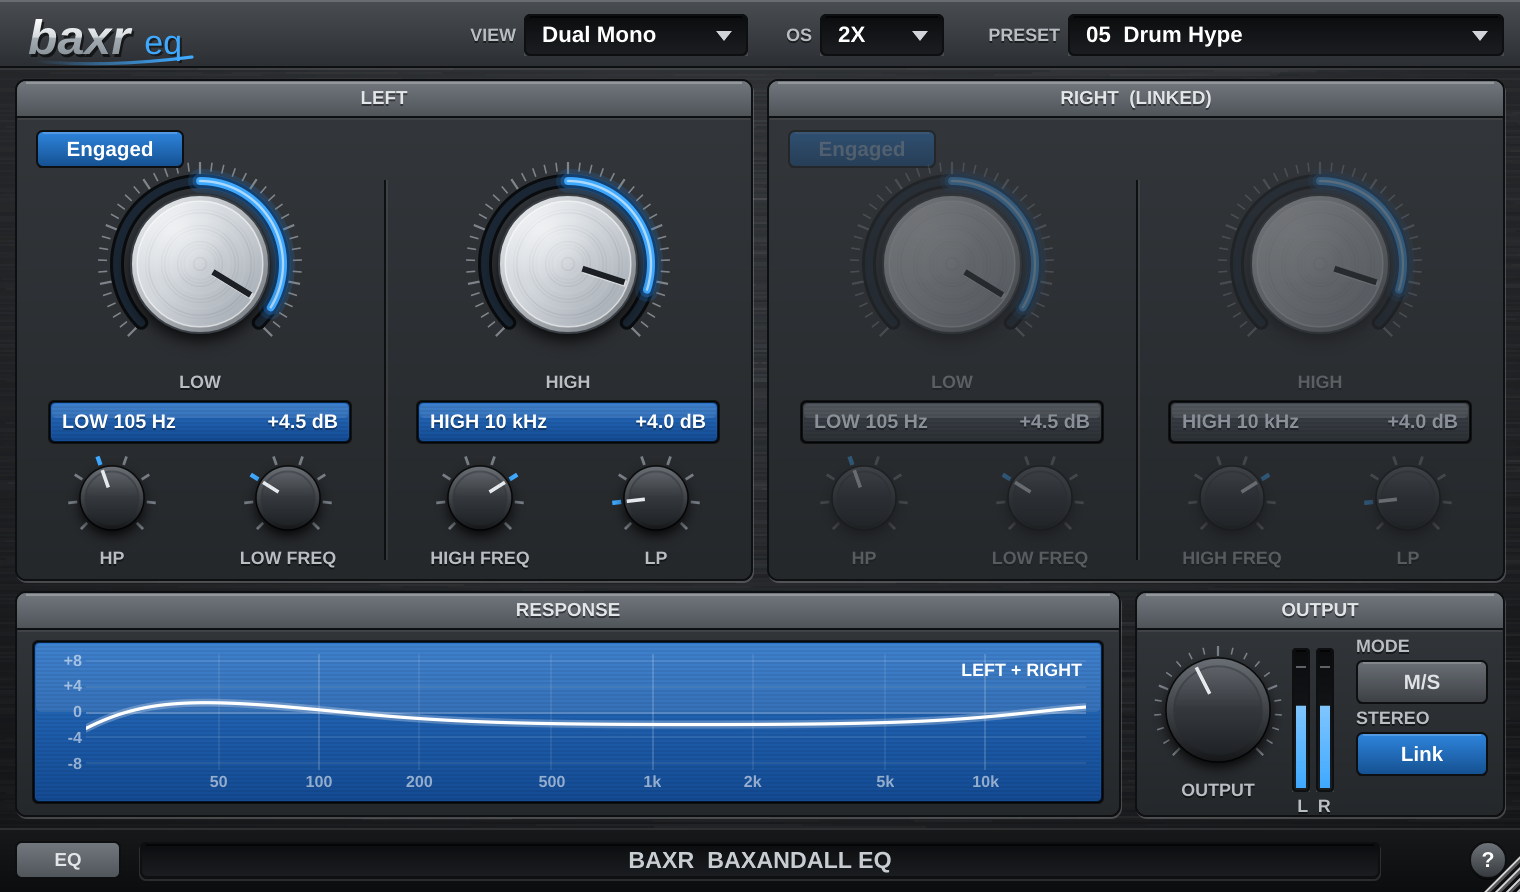 baxr eq VIEW Dual Mono OS 2X PRESET 05 Drum Hype
LEFT
Engaged
LOW HIGH
LOW 105 Hz +4.5 dB HIGH 10 kHz +4.0 dB
HP LOW FREQ HIGH FREQ LP
RIGHT (LINKED)
Engaged
LOW HIGH
LOW 105 Hz +4.5 dB HIGH 10 kHz +4.0 dB
HP LOW FREQ HIGH FREQ LP
RESPONSE
LEFT + RIGHT
+8
+4
0
-4
-8
50 100 200 500 1k 2k 5k 10k
OUTPUT
MODE
M/S
STEREO
Link
OUTPUT
L R
EQ BAXR BAXANDALL EQ ?